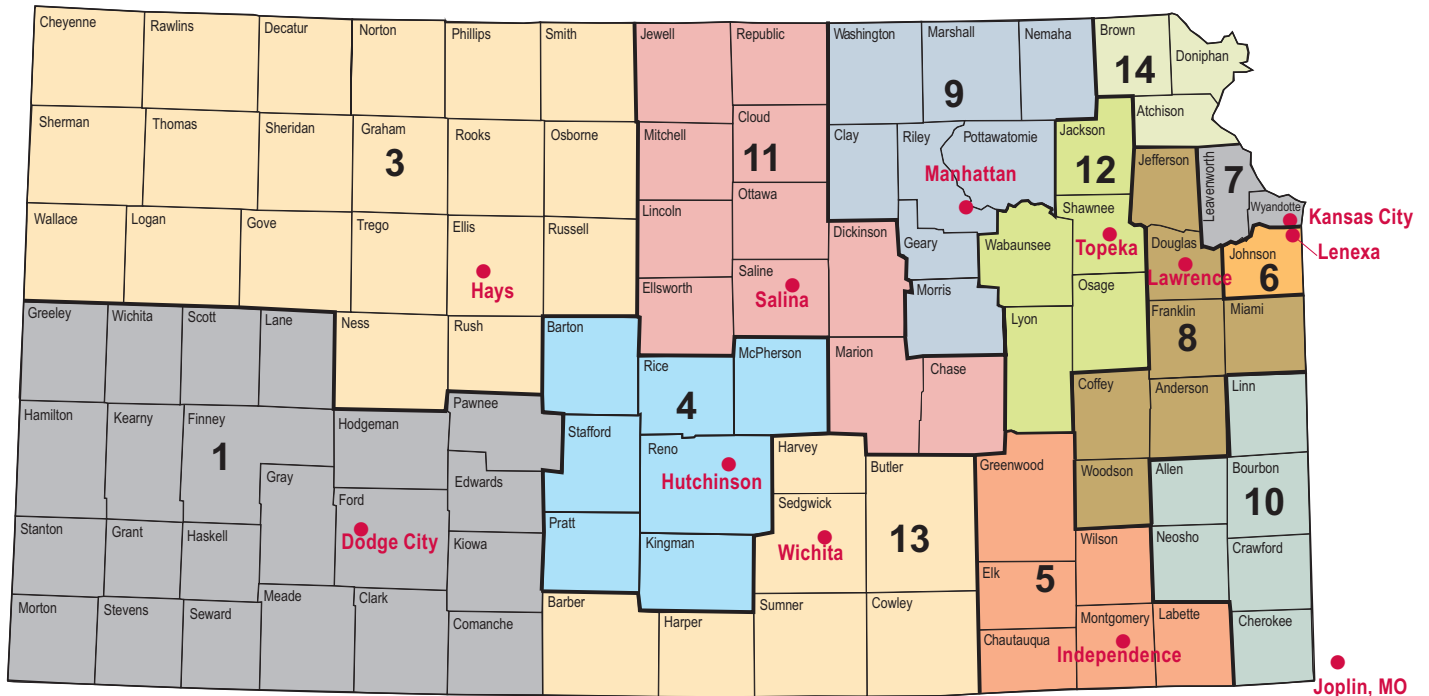 Cheyenne
Rawlins
Decatur
Norton
Phillips
Smith
Jewell
Republic
Washington
Marshall
Nemaha
Brown
Doniphan
14
9
Atchison
Sherman
Thomas
Sheridan
Graham
Rooks
Osborne
Mitchell
Cloud
Clay
Riley
Pottawatomie
Jackson
Jefferson
Leavenworth
3
11
12
7
Manhattan
Wallace
Logan
Gove
Trego
Ellis
Russell
Lincoln
Ottawa
Dickinson
Geary
Wabaunsee
Shawnee
Douglas
Wyandotte
Kansas City
Topeka
Johnson
Lenexa
Hays
Ellsworth
Saline
Salina
Morris
Osage
Lawrence
6
Greeley
Wichita
Scott
Lane
Ness
Rush
Barton
Rice
McPherson
Marion
Chase
Lyon
Franklin
Miami
8
Hamilton
Kearny
Finney
Hodgeman
Pawnee
Stafford
4
Coffey
Anderson
Linn
1
Gray
Edwards
Reno
Hutchinson
Harvey
Butler
Greenwood
Woodson
Allen
Bourbon
10
Stanton
Grant
Haskell
Ford
Dodge City
Kiowa
Pratt
Kingman
Sedgwick
Wichita
13
Wilson
Neosho
Crawford
Elk
5
Morton
Stevens
Seward
Meade
Clark
Comanche
Barber
Harper
Sumner
Cowley
Chautauqua
Montgomery
Labette
Cherokee
Independence
Joplin, MO